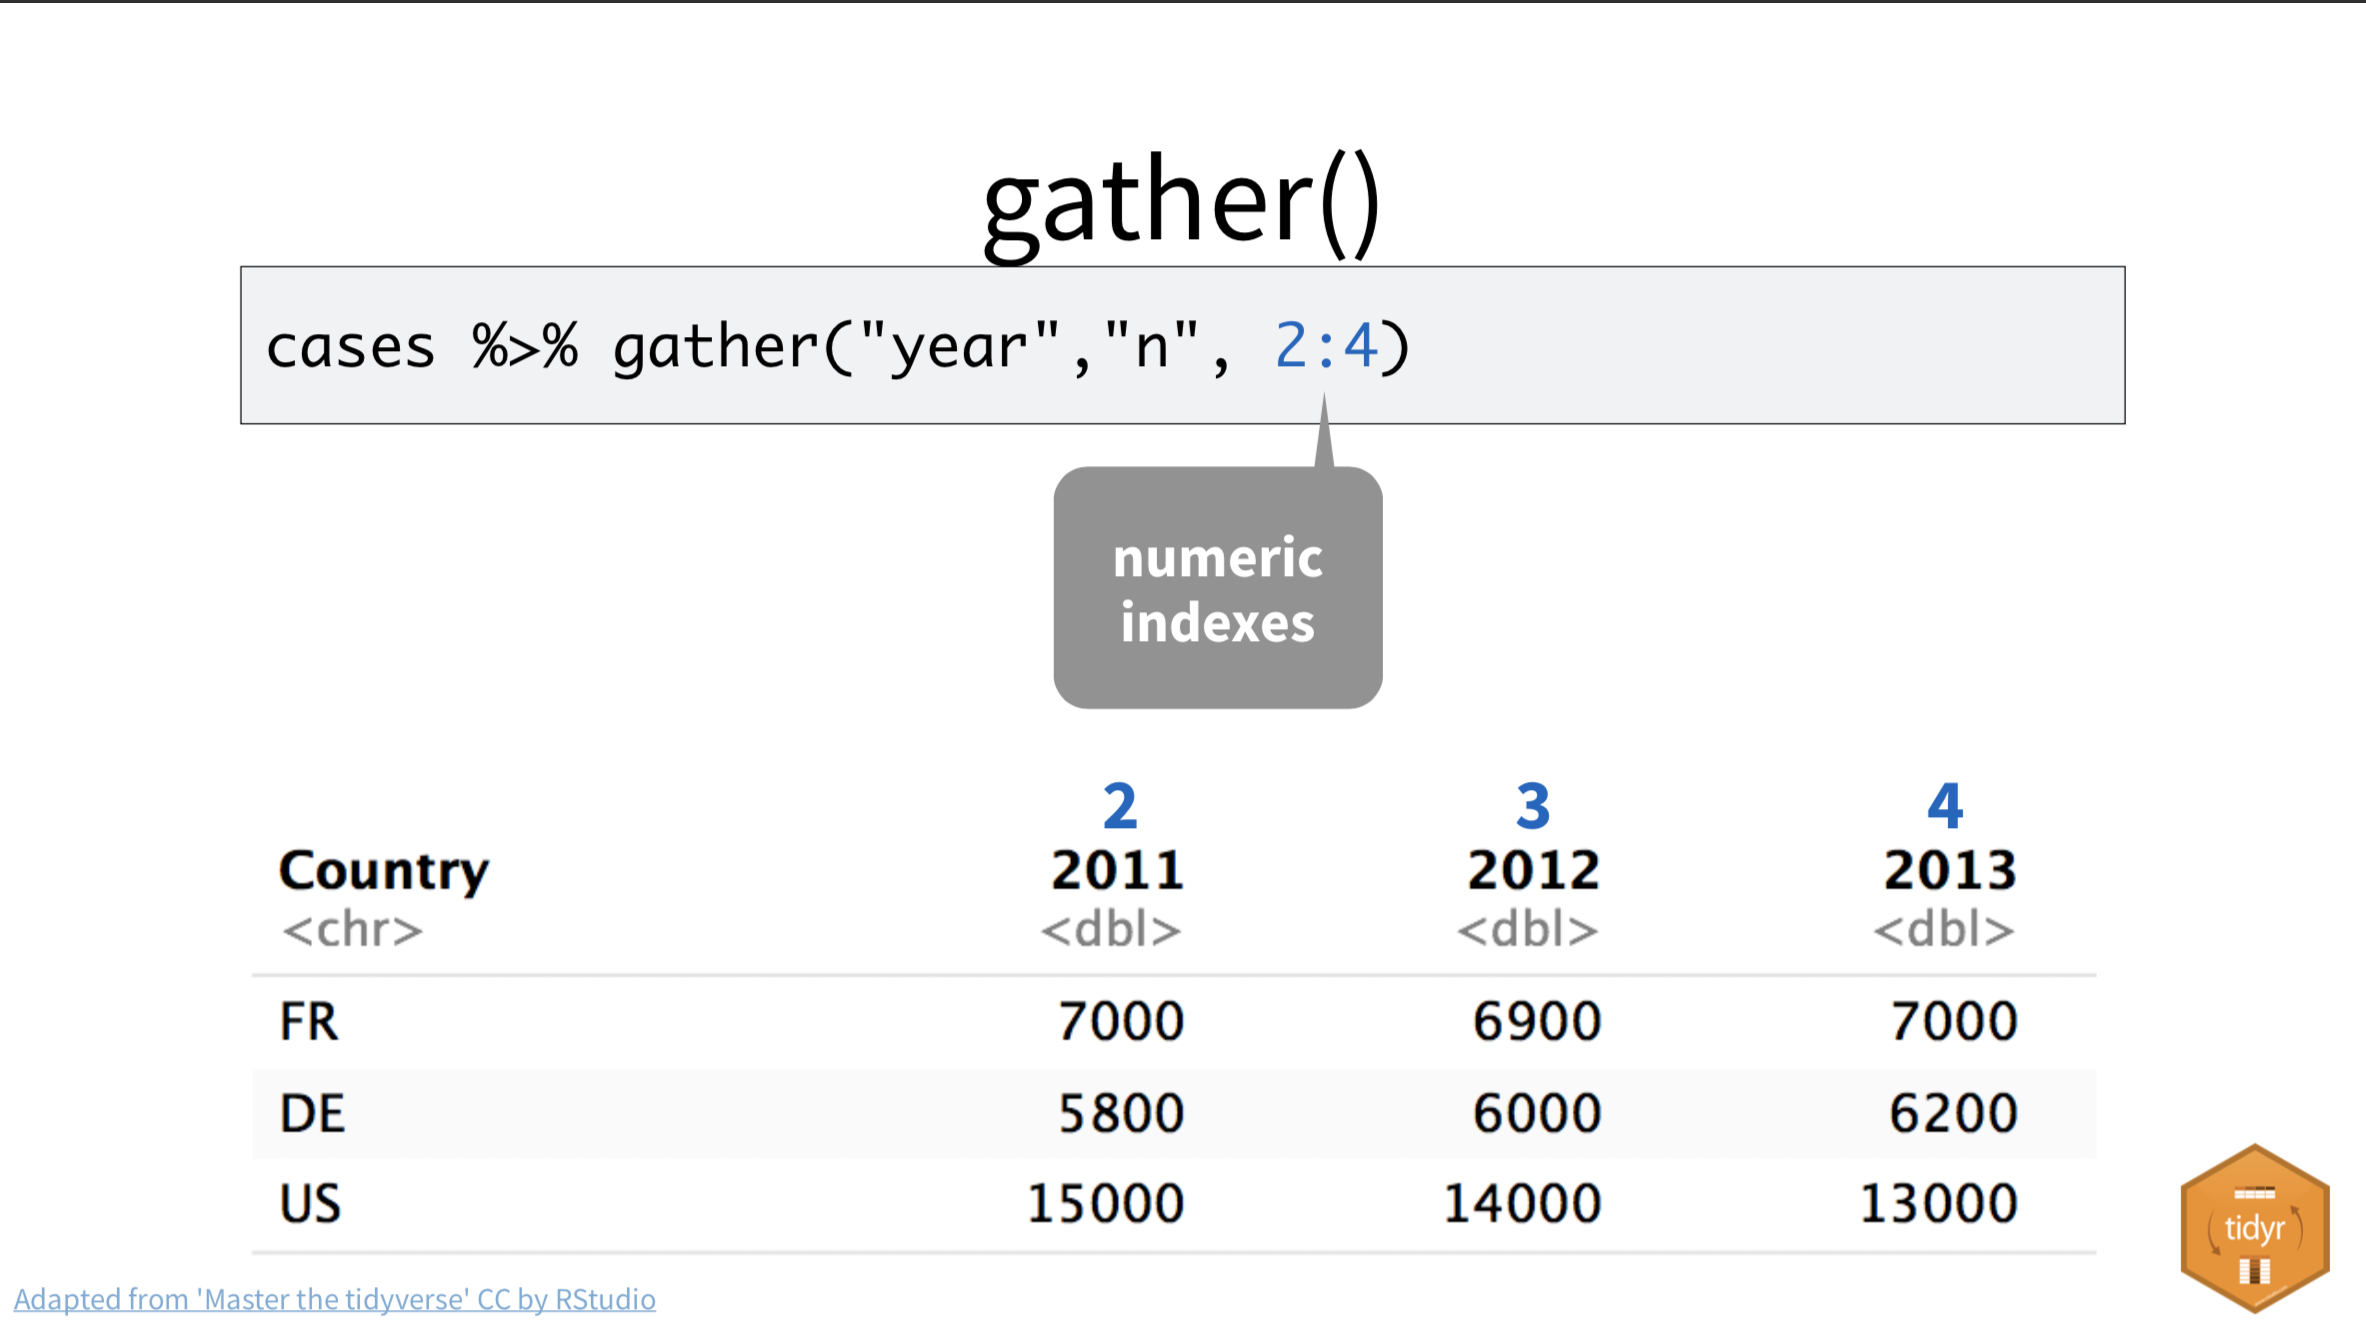 gather()
cases %>% gather("year","n", 2:4)
numeric
indexes
2 3 4
Country 2011 2012 2013
<chr> <dbl> <dbl> <dbl>
FR 7000 6900 7000
DE 5800 6000 6200
US 15000 14000 13000
tidyr
Adapted from 'Master the tidyverse' CC by RStudio